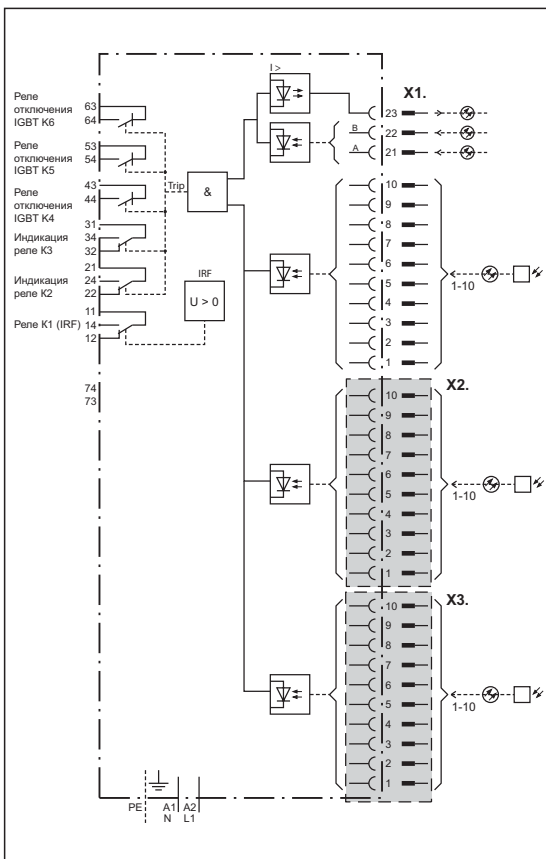 I >
X1.
Реле
отключения
IGBT K6
63
64
23
B
22
A
21
Реле
отключения
IGBT K5
53
54
Trip
&
Реле
отключения
IGBT K4
43
44
10
9
8
7
6
5
4
3
2
1
1-10
Индикация
реле K3
31
34
32
Индикация
реле K2
21
24
22
IRF
U > 0
Реле K1 (IRF)
11
14
12
74
73
X2.
10
9
8
7
6
5
4
3
2
1
1-10
X3.
10
9
8
7
6
5
4
3
2
1
1-10
PE
A1
N
A2
L1